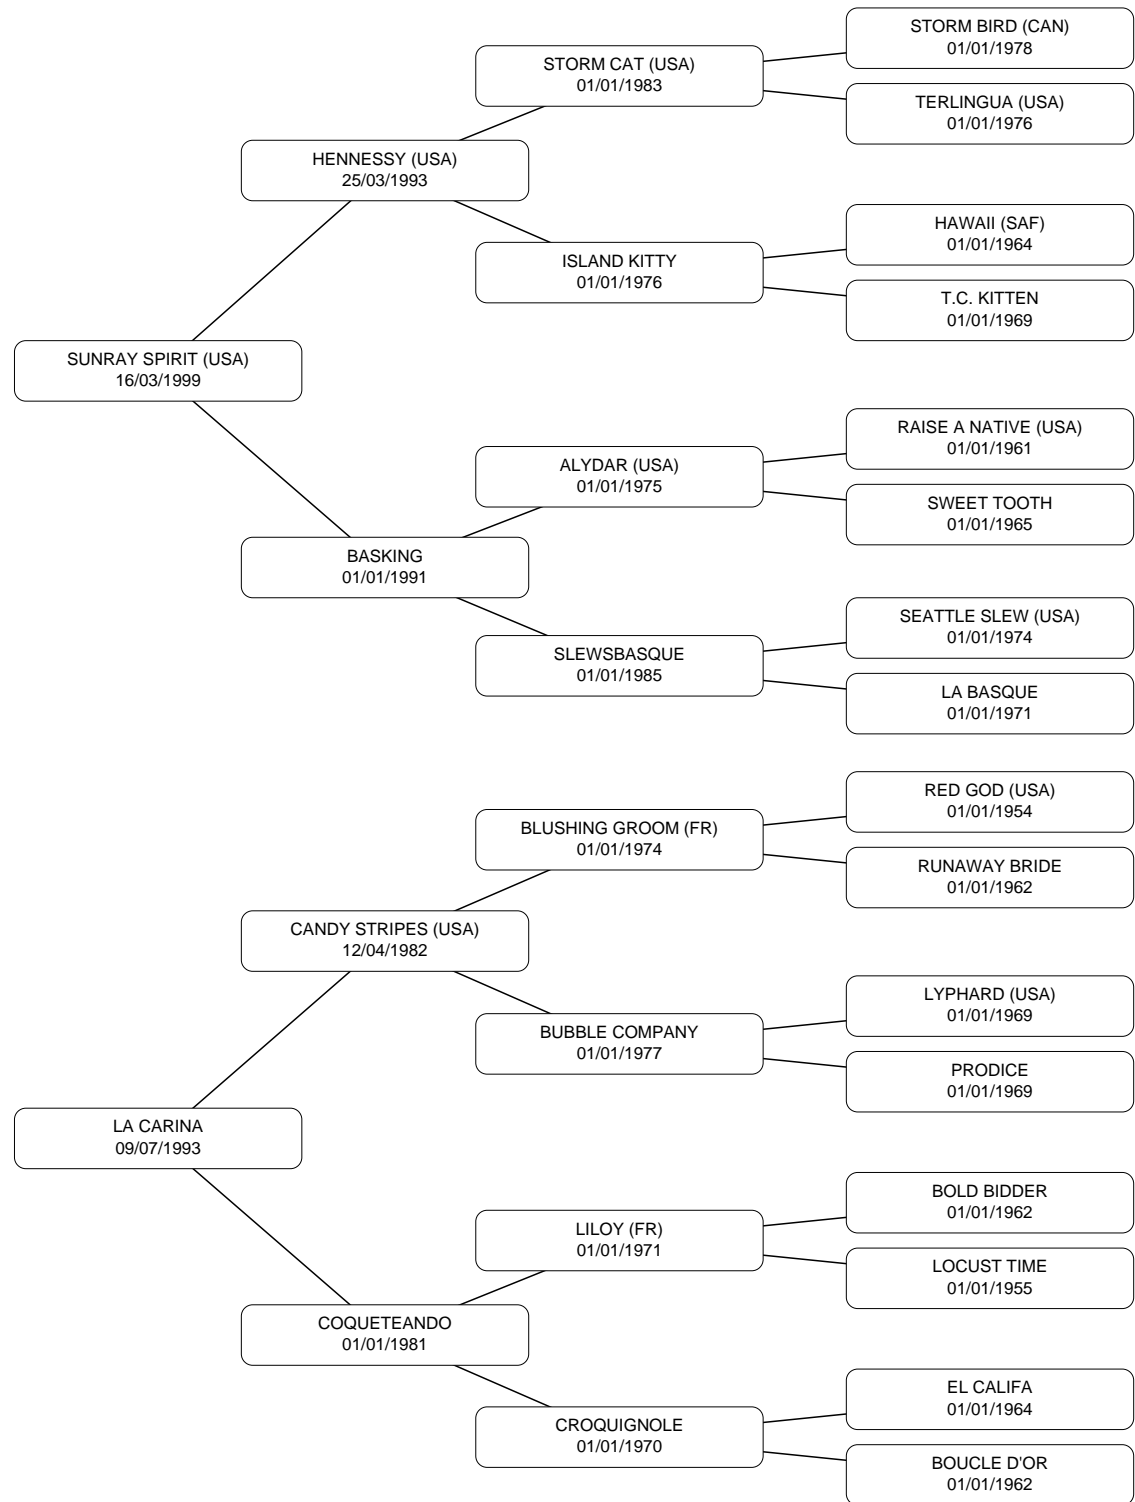 STORM BIRD (CAN)
01/01/1978
STORM CAT (USA)
01/01/1983
TERLINGUA (USA)
01/01/1976
HENNESSY (USA)
25/03/1993
HAWAII (SAF)
01/01/1964
ISLAND KITTY
01/01/1976
T.C. KITTEN
01/01/1969
SUNRAY SPIRIT (USA)
16/03/1999
RAISE A NATIVE (USA)
01/01/1961
ALYDAR (USA)
01/01/1975
SWEET TOOTH
01/01/1965
BASKING
01/01/1991
SEATTLE SLEW (USA)
01/01/1974
SLEWSBASQUE
01/01/1985
LA BASQUE
01/01/1971
RED GOD (USA)
01/01/1954
BLUSHING GROOM (FR)
01/01/1974
RUNAWAY BRIDE
01/01/1962
CANDY STRIPES (USA)
12/04/1982
LYPHARD (USA)
01/01/1969
BUBBLE COMPANY
01/01/1977
PRODICE
01/01/1969
LA CARINA
09/07/1993
BOLD BIDDER
01/01/1962
LILOY (FR)
01/01/1971
LOCUST TIME
01/01/1955
COQUETEANDO
01/01/1981
EL CALIFA
01/01/1964
CROQUIGNOLE
01/01/1970
BOUCLE D'OR
01/01/1962